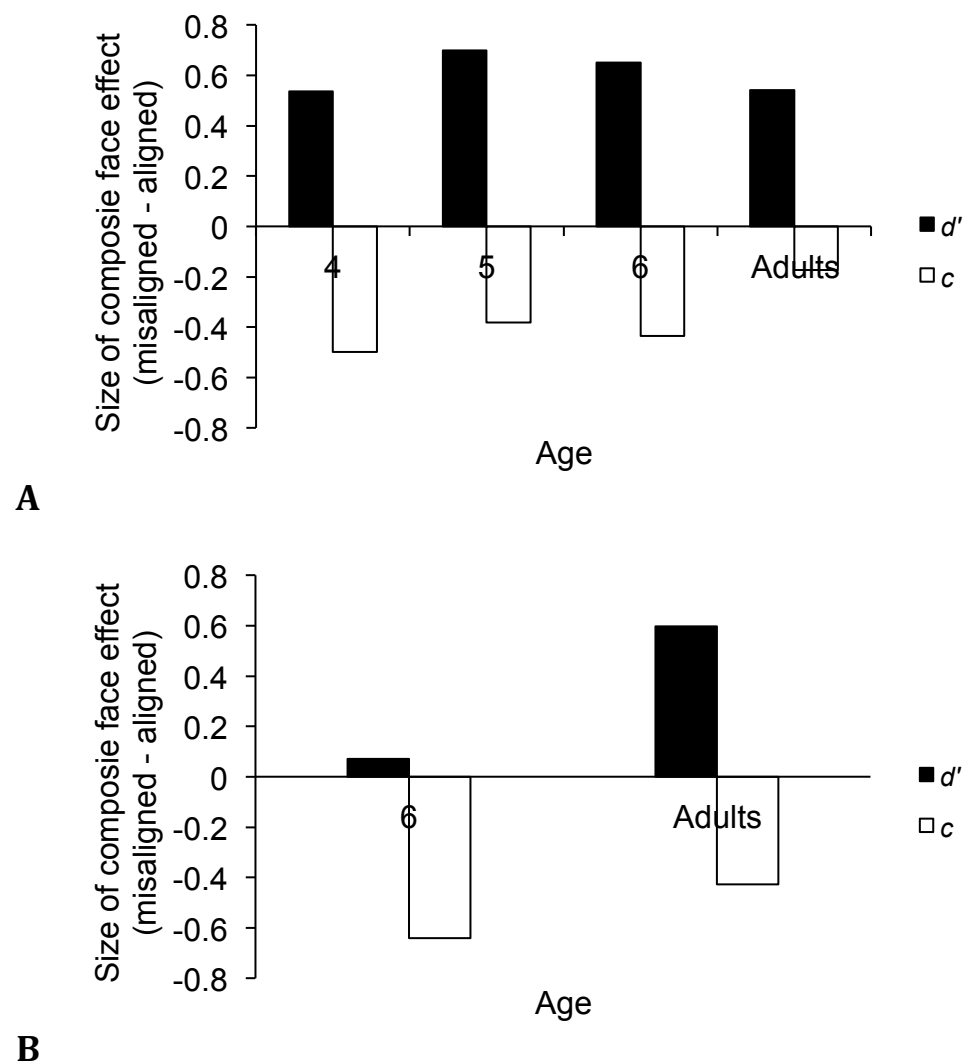 Size of composie face effect
(misaligned - aligned)
0.8
0.6
0.4
0.2
0
-0.2
-0.4
-0.6
-0.8
4 5 6 Adults
Age
d'
c
A
Size of composie face effect
(misaligned - aligned)
0.8
0.6
0.4
0.2
0
-0.2
-0.4
-0.6
-0.8
6 Adults
Age
d'
c
B